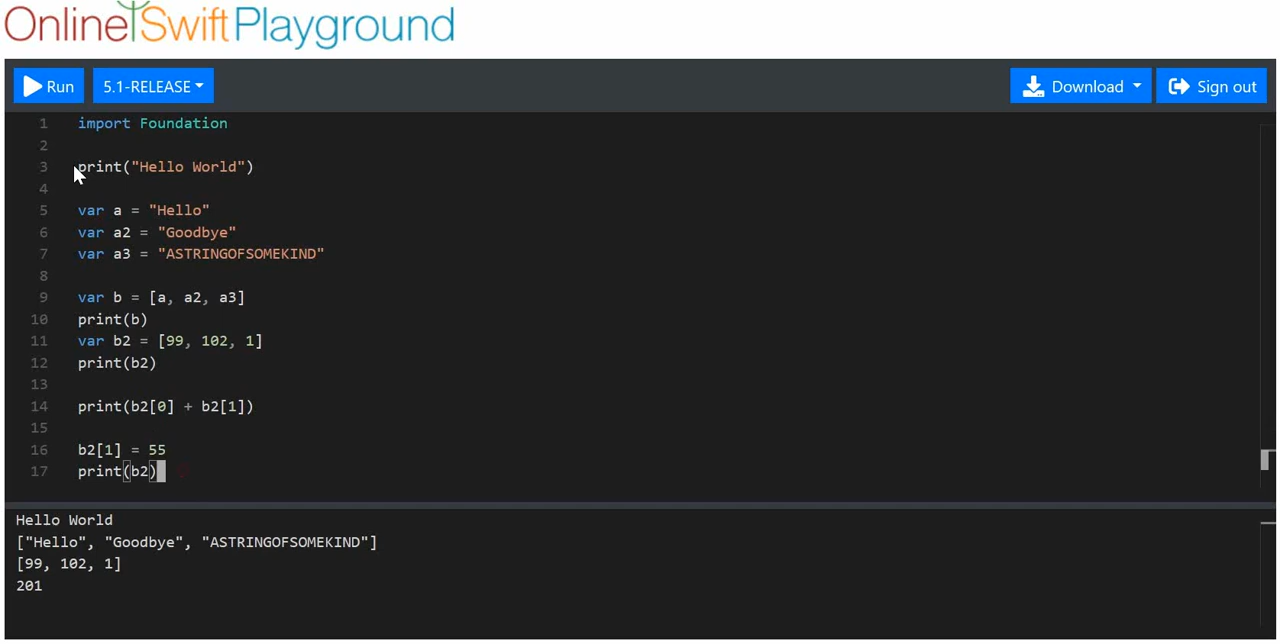 Online Swift Playground
Run 5.1-RELEASE Download Sign out
1 import Foundation
2
3 print("Hello World")
4
5 var a = "Hello"
6 var a2 = "Goodbye"
7 var a3 = "ASTRINGOFSOMEKIND"
8
9 var b = [a, a2, a3]
10 print(b)
11 var b2 = [99, 102, 1]
12 print(b2)
13
14 print(b2[0] + b2[1])
15
16 b2[1] = 55
17 print(b2)
Hello World
["Hello", "Goodbye", "ASTRINGOFSOMEKIND"]
[99, 102, 1]
201